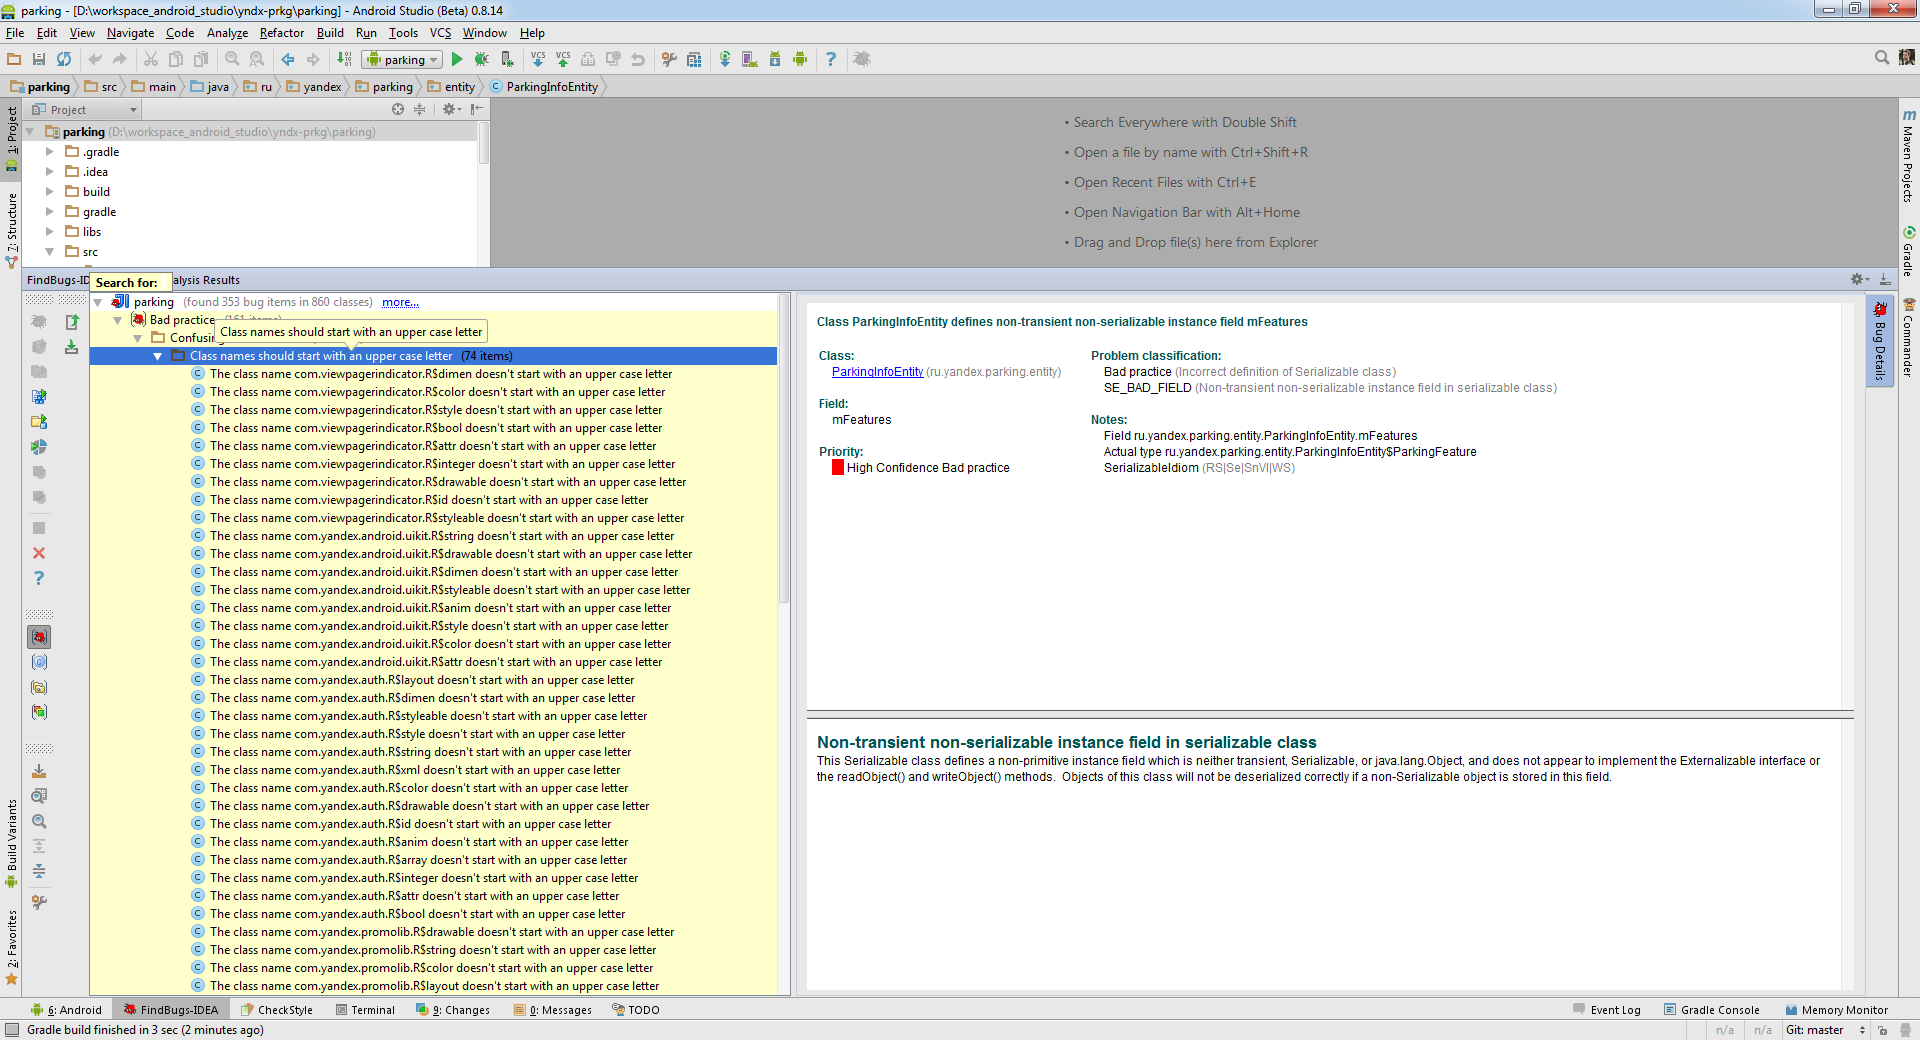 parking - [D:\workspace_android_studio\yndx-prkg\parking] - Android Studio (Beta) 0.8.14
File Edit View Navigate Code Analyze Refactor Build Run Tools VCS Window Help
parking
parking src main java ru yandex parking entity ParkingInfoEntity
Project
parking (D:\workspace_android_studio\yndx-prkg\parking)
.gradle
.idea
build
gradle
libs
src
• Search Everywhere with Double Shift
• Open a file by name with Ctrl+Shift+R
• Open Recent Files with Ctrl+E
• Open Navigation Bar with Alt+Home
• Drag and Drop file(s) here from Explorer
1: Project
7: Structure
Build Variants
2: Favorites
Maven Projects
Gradle
Commander
Bug Details
FindBugs-ID
Search for:
alysis Results
parking (found 353 bug items in 860 classes) more...
Bad practice
Class names should start with an upper case letter
Confusin
Class names should start with an upper case letter (74 items)
The class name com.viewpagerindicator.R$dimen doesn't start with an upper case letter
The class name com.viewpagerindicator.R$color doesn't start with an upper case letter
The class name com.viewpagerindicator.R$style doesn't start with an upper case letter
The class name com.viewpagerindicator.R$bool doesn't start with an upper case letter
The class name com.viewpagerindicator.R$attr doesn't start with an upper case letter
The class name com.viewpagerindicator.R$integer doesn't start with an upper case letter
The class name com.viewpagerindicator.R$drawable doesn't start with an upper case letter
The class name com.viewpagerindicator.R$id doesn't start with an upper case letter
The class name com.viewpagerindicator.R$styleable doesn't start with an upper case letter
The class name com.yandex.android.uikit.R$string doesn't start with an upper case letter
The class name com.yandex.android.uikit.R$drawable doesn't start with an upper case letter
The class name com.yandex.android.uikit.R$dimen doesn't start with an upper case letter
The class name com.yandex.android.uikit.R$styleable doesn't start with an upper case letter
The class name com.yandex.android.uikit.R$anim doesn't start with an upper case letter
The class name com.yandex.android.uikit.R$style doesn't start with an upper case letter
The class name com.yandex.android.uikit.R$color doesn't start with an upper case letter
The class name com.yandex.android.uikit.R$attr doesn't start with an upper case letter
The class name com.yandex.auth.R$layout doesn't start with an upper case letter
The class name com.yandex.auth.R$dimen doesn't start with an upper case letter
The class name com.yandex.auth.R$styleable doesn't start with an upper case letter
The class name com.yandex.auth.R$style doesn't start with an upper case letter
The class name com.yandex.auth.R$string doesn't start with an upper case letter
The class name com.yandex.auth.R$xml doesn't start with an upper case letter
The class name com.yandex.auth.R$color doesn't start with an upper case letter
The class name com.yandex.auth.R$drawable doesn't start with an upper case letter
The class name com.yandex.auth.R$id doesn't start with an upper case letter
The class name com.yandex.auth.R$anim doesn't start with an upper case letter
The class name com.yandex.auth.R$array doesn't start with an upper case letter
The class name com.yandex.auth.R$integer doesn't start with an upper case letter
The class name com.yandex.auth.R$attr doesn't start with an upper case letter
The class name com.yandex.auth.R$bool doesn't start with an upper case letter
The class name com.yandex.promolib.R$drawable doesn't start with an upper case letter
The class name com.yandex.promolib.R$string doesn't start with an upper case letter
The class name com.yandex.promolib.R$color doesn't start with an upper case letter
The class name com.yandex.promolib.R$layout doesn't start with an upper case letter
Class ParkingInfoEntity defines non-transient non-serializable instance field mFeatures
Class:
ParkingInfoEntity (ru.yandex.parking.entity)
Field:
mFeatures
Priority:
High Confidence Bad practice
Problem classification:
Bad practice (Incorrect definition of Serializable class)
SE_BAD_FIELD (Non-transient non-serializable instance field in serializable class)
Notes:
Field ru.yandex.parking.entity.ParkingInfoEntity.mFeatures
Actual type ru.yandex.parking.entity.ParkingInfoEntity$ParkingFeature
SerializableIdiom (RS|Se|SnVI|WS)
Non-transient non-serializable instance field in serializable class
This Serializable class defines a non-primitive instance field which is neither transient, Serializable, or java.lang.Object, and does not appear to implement the Externalizable interface or
the readObject() and writeObject() methods.  Objects of this class will not be deserialized correctly if a non-Serializable object is stored in this field.
6: Android FindBugs-IDEA CheckStyle Terminal 9: Changes 0: Messages TODO Event Log Gradle Console Memory Monitor
Gradle build finished in 3 sec (2 minutes ago) n/a n/a Git: master